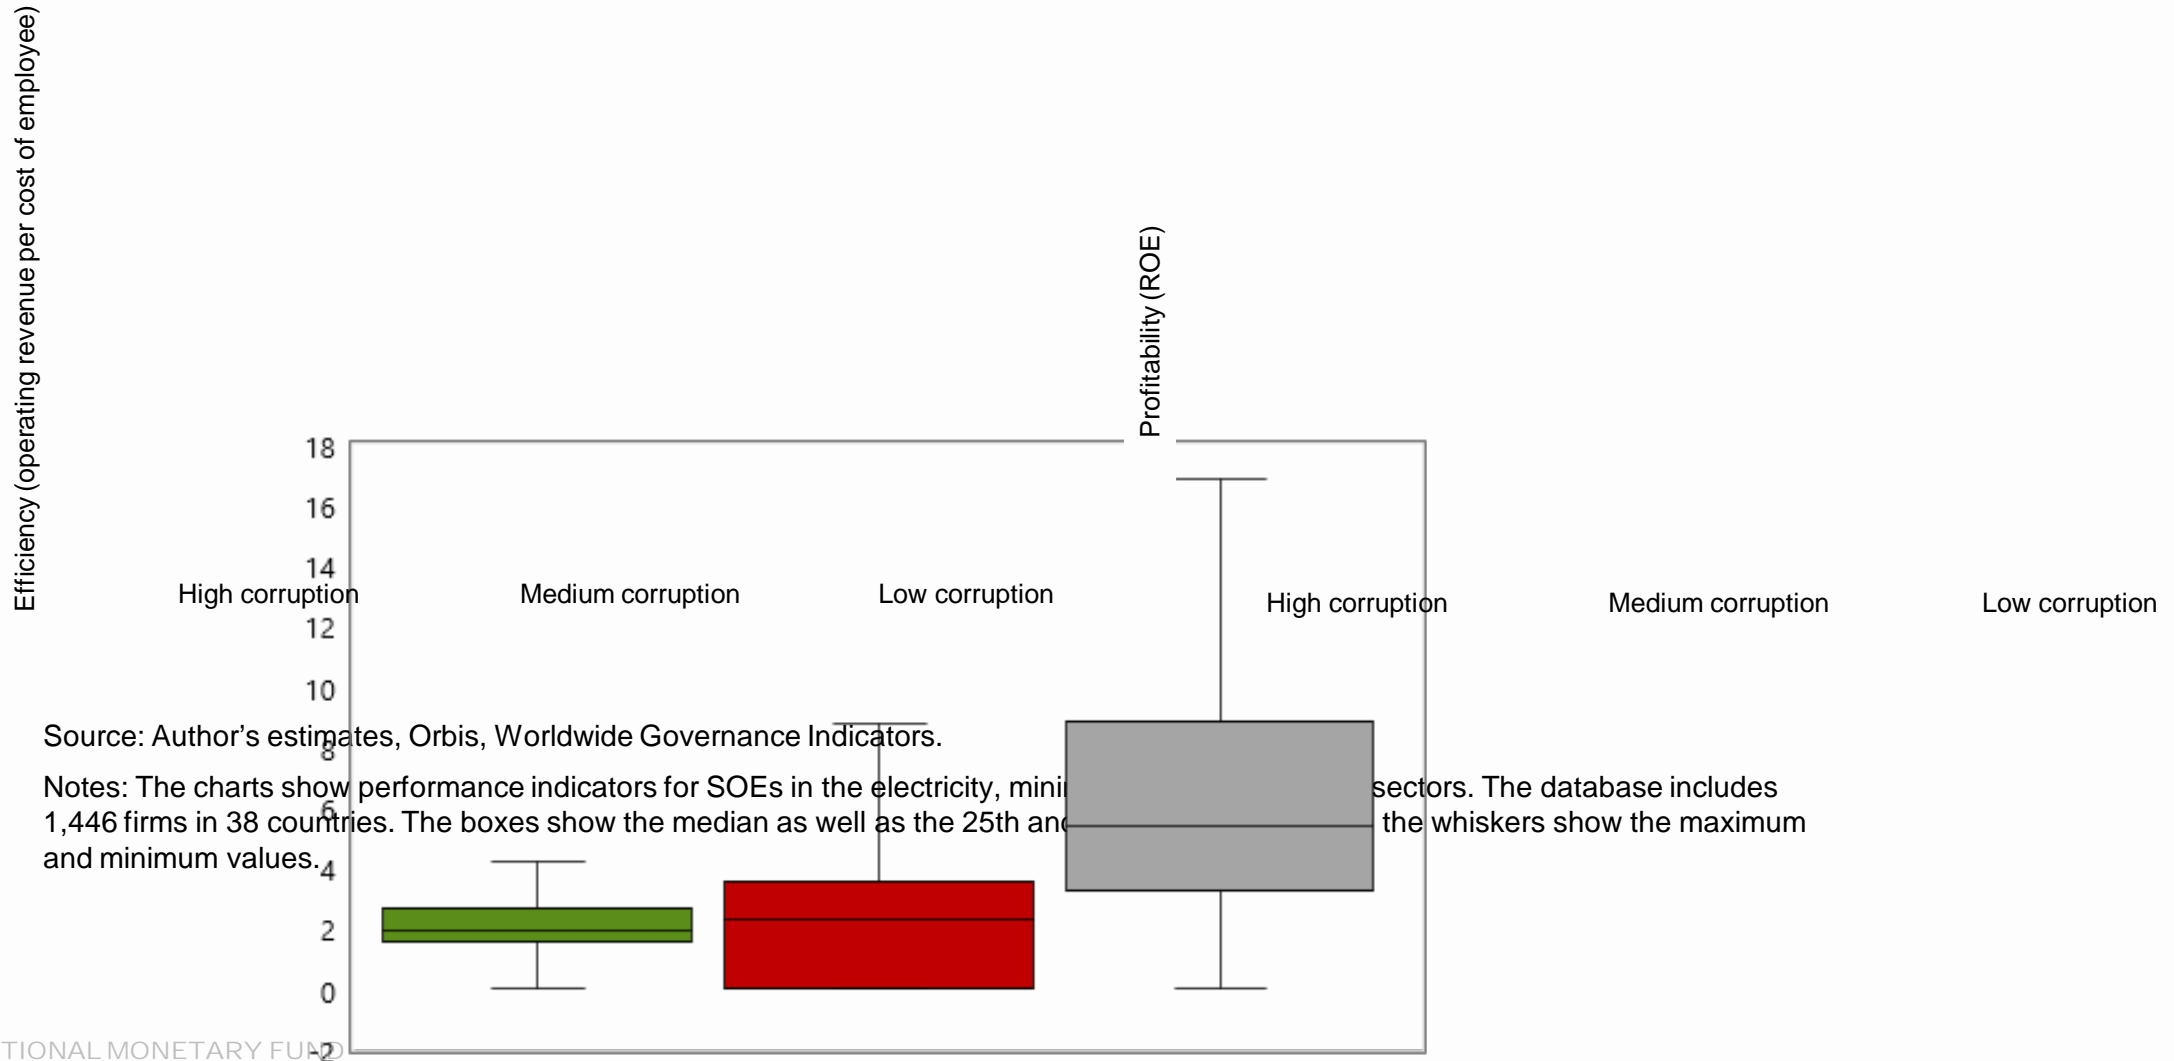 Efficiency (operating revenue per cost of employee)
Profitability (ROE)
18
16
14
High corruption Medium corruption Low corruption High corruption Medium corruption Low corruption
12
10
Source: Author’s estimates, Orbis, Worldwide Governance Indicators.
8
Notes: The charts show performance indicators for SOEs in the electricity, sectors. The database includes
6
1,446 firms in 38 countries. The boxes show the median as well as the 25th the whiskers show the maximum
and minimum values.
4
2
0
-2
TIONAL MONETARY FUND